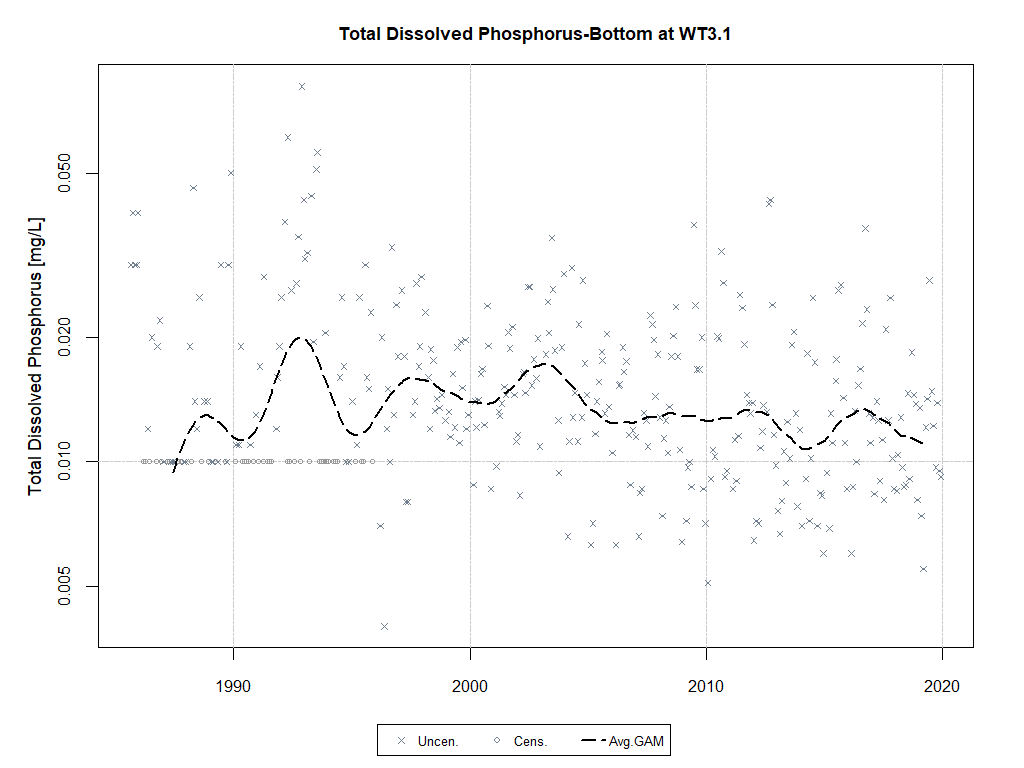 Total Dissolved Phosphorus-Bottom at WT3.1
Total Dissolved Phosphorus [mg/L]
0.050
0.020
0.010
0.005
1990 2000 2010 2020
Uncen. Cens. Avg.GAM